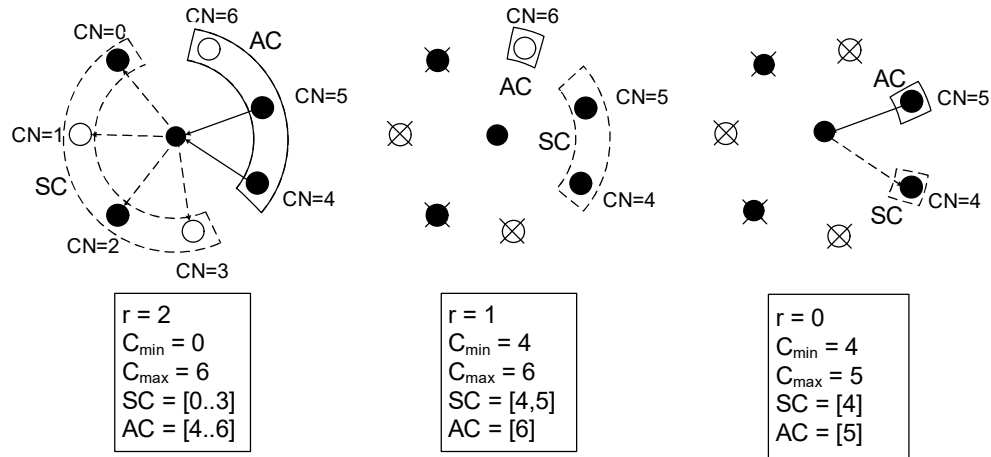 CN=0
CN=6
AC
CN=5
CN=1
SC
CN=4
CN=2
CN=3
r = 2
Cmin = 0
Cmax = 6
SC = [0..3]
AC = [4..6]
CN=6
AC
CN=5
SC
CN=4
r = 1
Cmin = 4
Cmax = 6
SC = [4,5]
AC = [6]
AC
CN=5
CN=4
SC
r = 0
Cmin = 4
Cmax = 5
SC = [4]
AC = [5]